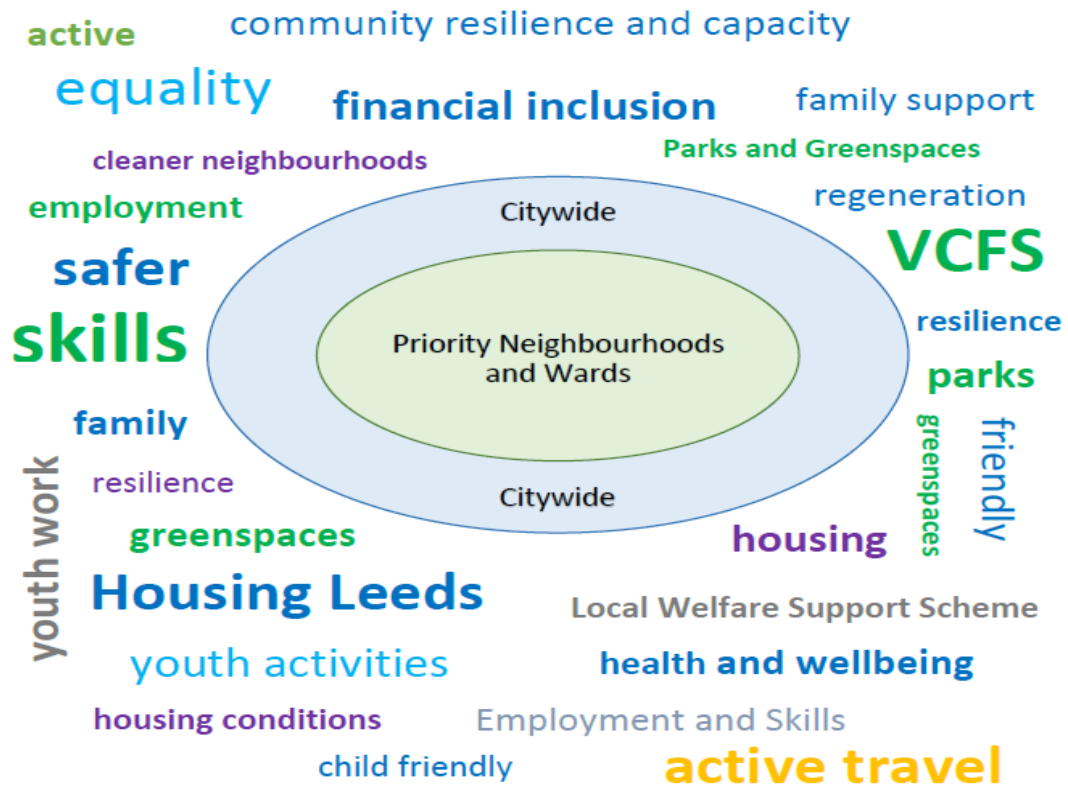 community resilience and capacity
active
equality
financial inclusion
family support
cleaner neighbourhoods
Parks and Greenspaces
employment
Citywide
regeneration
safer
VCFS
skills
Priority Neighbourhoods
and Wards
resilience
parks
family
greenspaces
friendly
resilience
youth work
Citywide
greenspaces
housing
Housing Leeds
Local Welfare Support Scheme
youth activities
health and wellbeing
housing conditions
Employment and Skills
child friendly
active travel